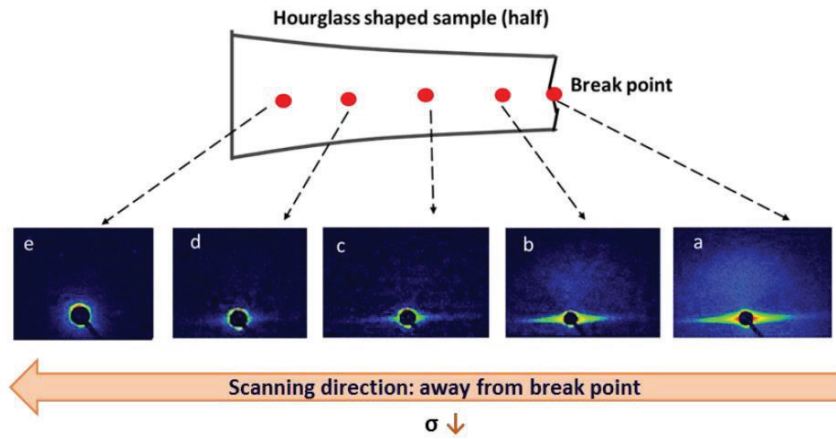 Hourglass shaped sample (half)
Break point
e
d
c
b
a
Scanning direction: away from break point
σ ↓